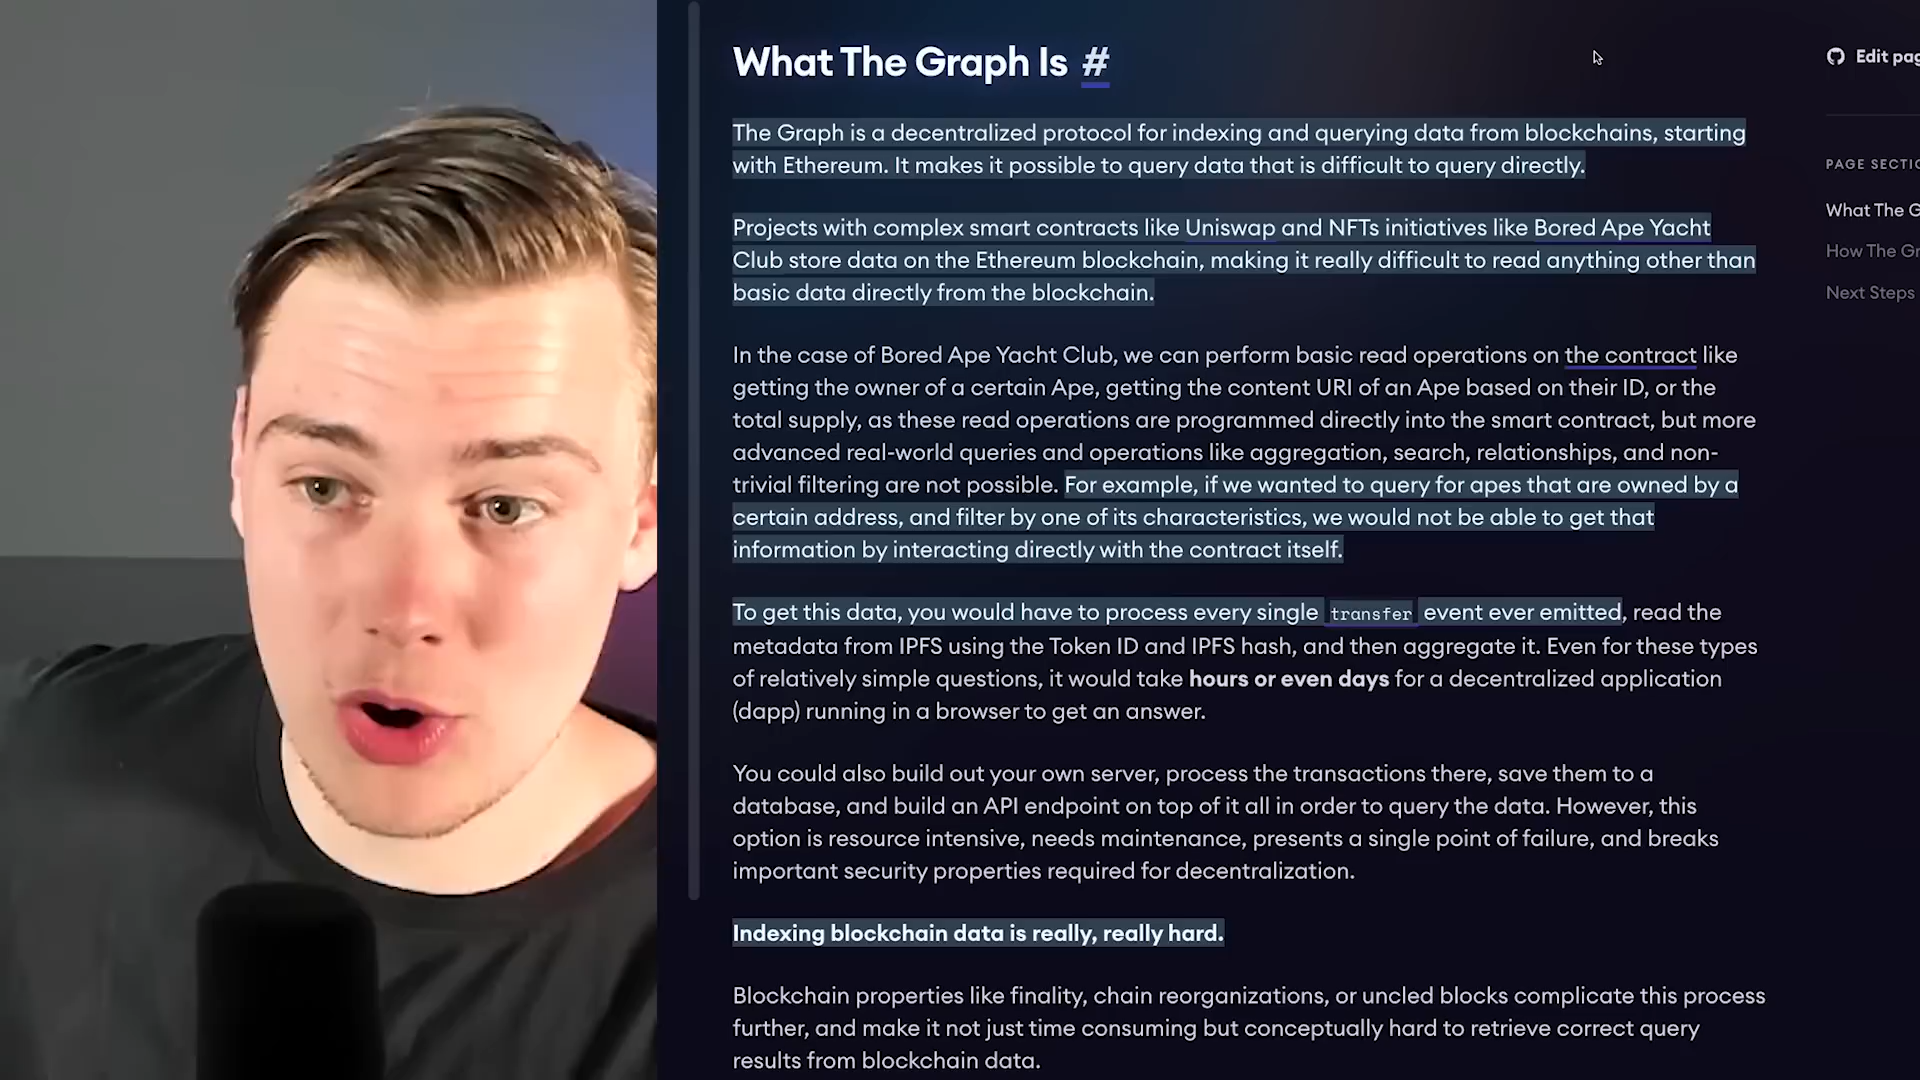 What The Graph Is #
The Graph is a decentralized protocol for indexing and querying data from blockchains, starting
with Ethereum. It makes it possible to query data that is difficult to query directly.
Projects with complex smart contracts like Uniswap and NFTs initiatives like Bored Ape Yacht
Club store data on the Ethereum blockchain, making it really difficult to read anything other than
basic data directly from the blockchain.
In the case of Bored Ape Yacht Club, we can perform basic read operations on the contract like
getting the owner of a certain Ape, getting the content URI of an Ape based on their ID, or the
total supply, as these read operations are programmed directly into the smart contract, but more
advanced real-world queries and operations like aggregation, search, relationships, and non-
trivial filtering are not possible. For example, if we wanted to query for apes that are owned by a
certain address, and filter by one of its characteristics, we would not be able to get that
information by interacting directly with the contract itself.
To get this data, you would have to process every single transfer event ever emitted, read the
metadata from IPFS using the Token ID and IPFS hash, and then aggregate it. Even for these types
of relatively simple questions, it would take hours or even days for a decentralized application
(dapp) running in a browser to get an answer.
You could also build out your own server, process the transactions there, save them to a
database, and build an API endpoint on top of it all in order to query the data. However, this
option is resource intensive, needs maintenance, presents a single point of failure, and breaks
important security properties required for decentralization.
Indexing blockchain data is really, really hard.
Blockchain properties like finality, chain reorganizations, or uncled blocks complicate this process
further, and make it not just time consuming but conceptually hard to retrieve correct query
results from blockchain data.
Edit pag
PAGE SECTIO
What The G
How The Gr
Next Steps